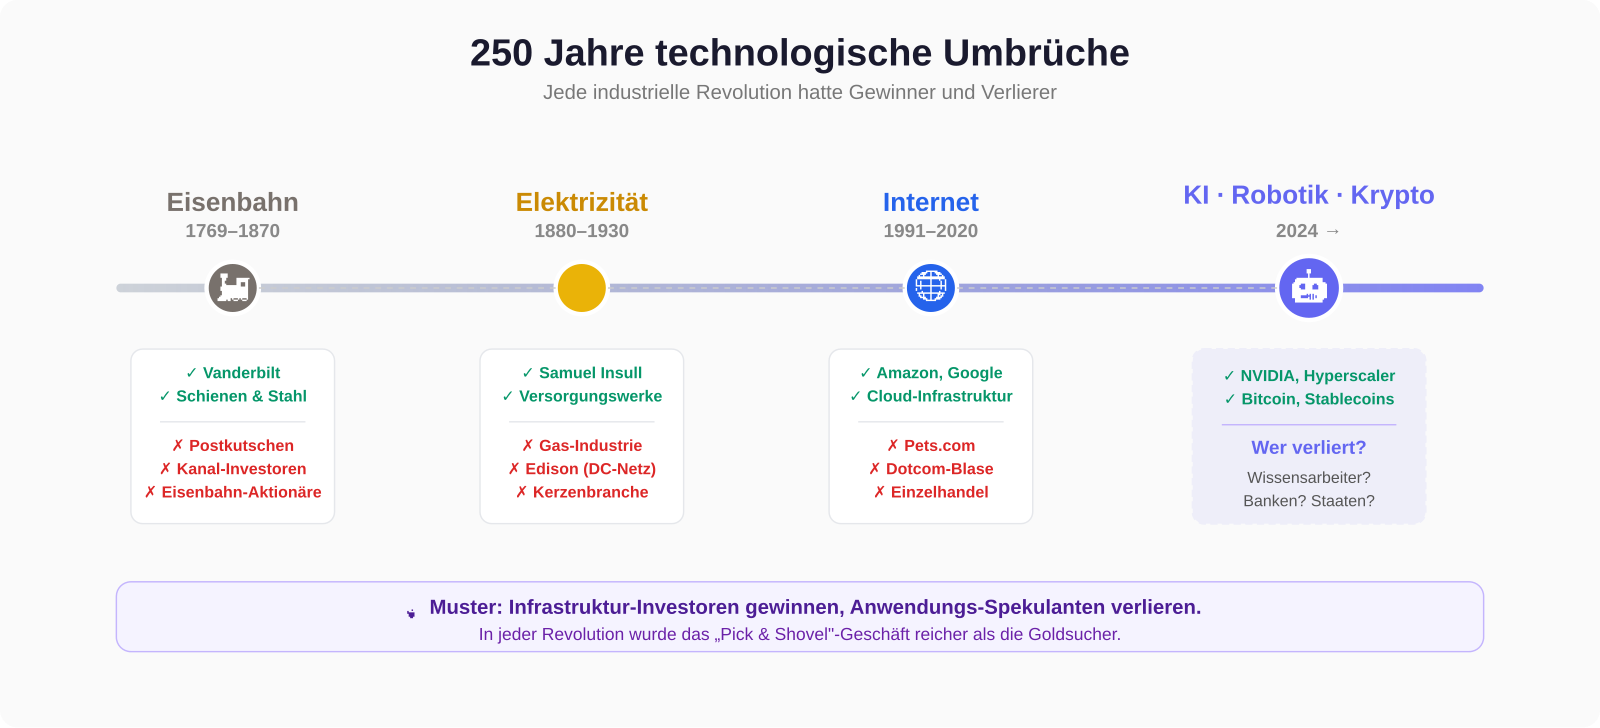 250 Jahre technologische Umbrüche
Jede industrielle Revolution hatte Gewinner und Verlierer
Eisenbahn
1769–1870
✓ Vanderbilt
✓ Schienen & Stahl
✗ Postkutschen
✗ Kanal-Investoren
✗ Eisenbahn-Aktionäre
Elektrizität
1880–1930
✓ Samuel Insull
✓ Versorgungswerke
✗ Gas-Industrie
✗ Edison (DC-Netz)
✗ Kerzenbranche
Internet
1991–2020
✓ Amazon, Google
✓ Cloud-Infrastruktur
✗ Pets.com
✗ Dotcom-Blase
✗ Einzelhandel
KI · Robotik · Krypto
2024 →
✓ NVIDIA, Hyperscaler
✓ Bitcoin, Stablecoins
Wer verliert?
Wissensarbeiter?
Banken? Staaten?
Muster: Infrastruktur-Investoren gewinnen, Anwendungs-Spekulanten verlieren.
In jeder Revolution wurde das „Pick & Shovel"-Geschäft reicher als die Goldsucher.